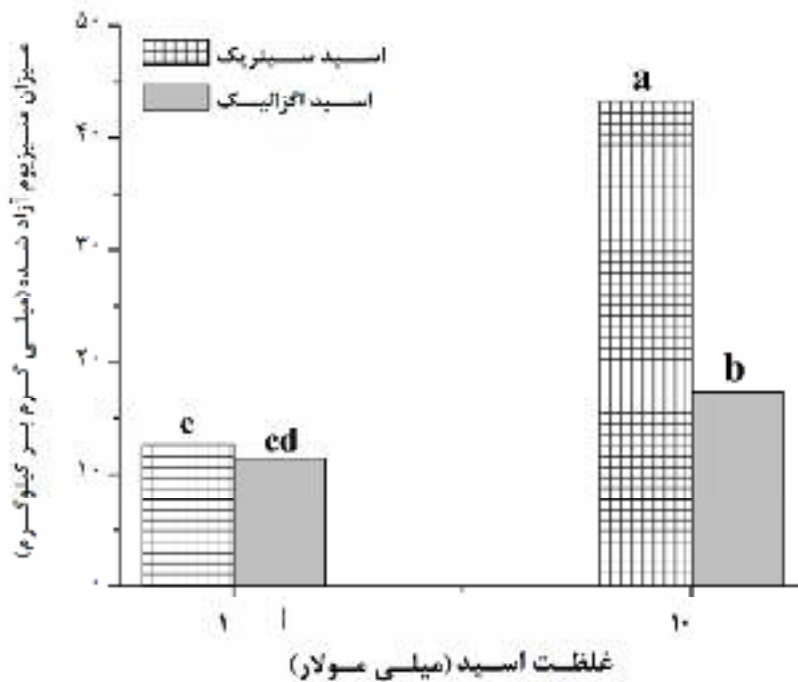 میزان منیزیوم آزاد شده (میلی گرم بر کیلوگرم)
۵۰
۴۰
۳۰
۲۰
۱۰
۰
اسید سیتریک
اسید اگزالیک
a
b
c
cd
۱
۱۰
غلظت اسید (میلی مولار)